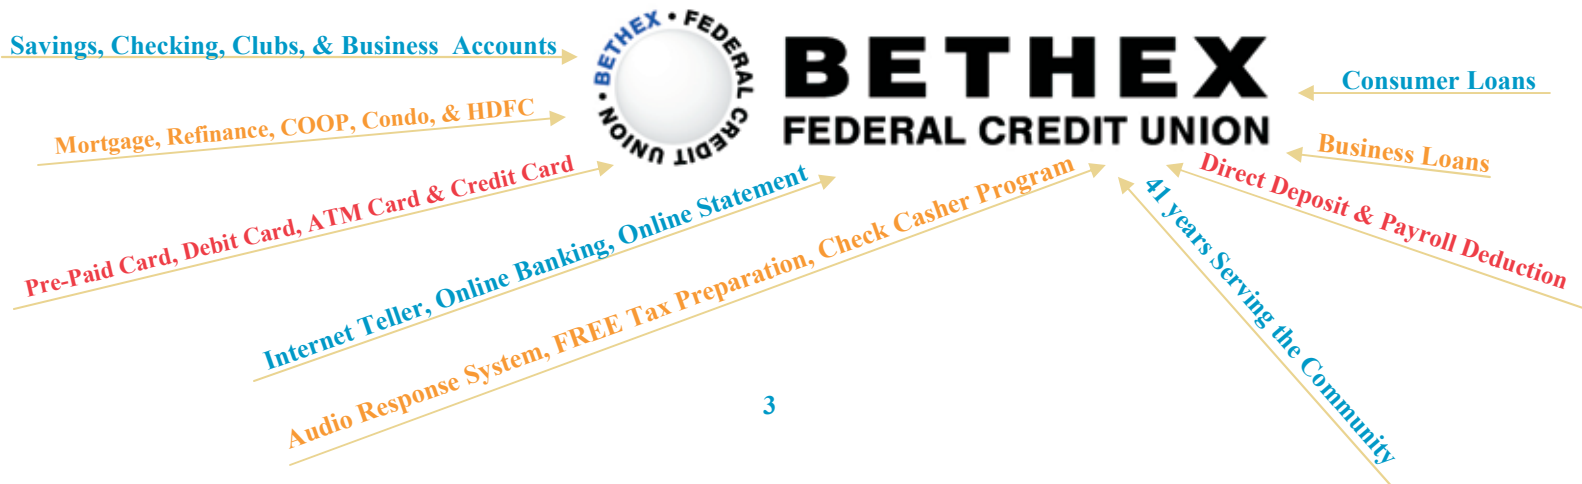 Savings, Checking, Clubs, & Business Accounts
BETHEX • FEDERAL CREDIT UNION •
BETHEX
FEDERAL CREDIT UNION
Consumer Loans
Mortgage, Refinance, COOP, Condo, & HDFC
Business Loans
Pre-Paid Card, Debit Card, ATM Card & Credit Card
Direct Deposit & Payroll Deduction
Internet Teller, Online Banking, Online Statement
41 years Serving the Community
Audio Response System, FREE Tax Preparation, Check Casher Program
3